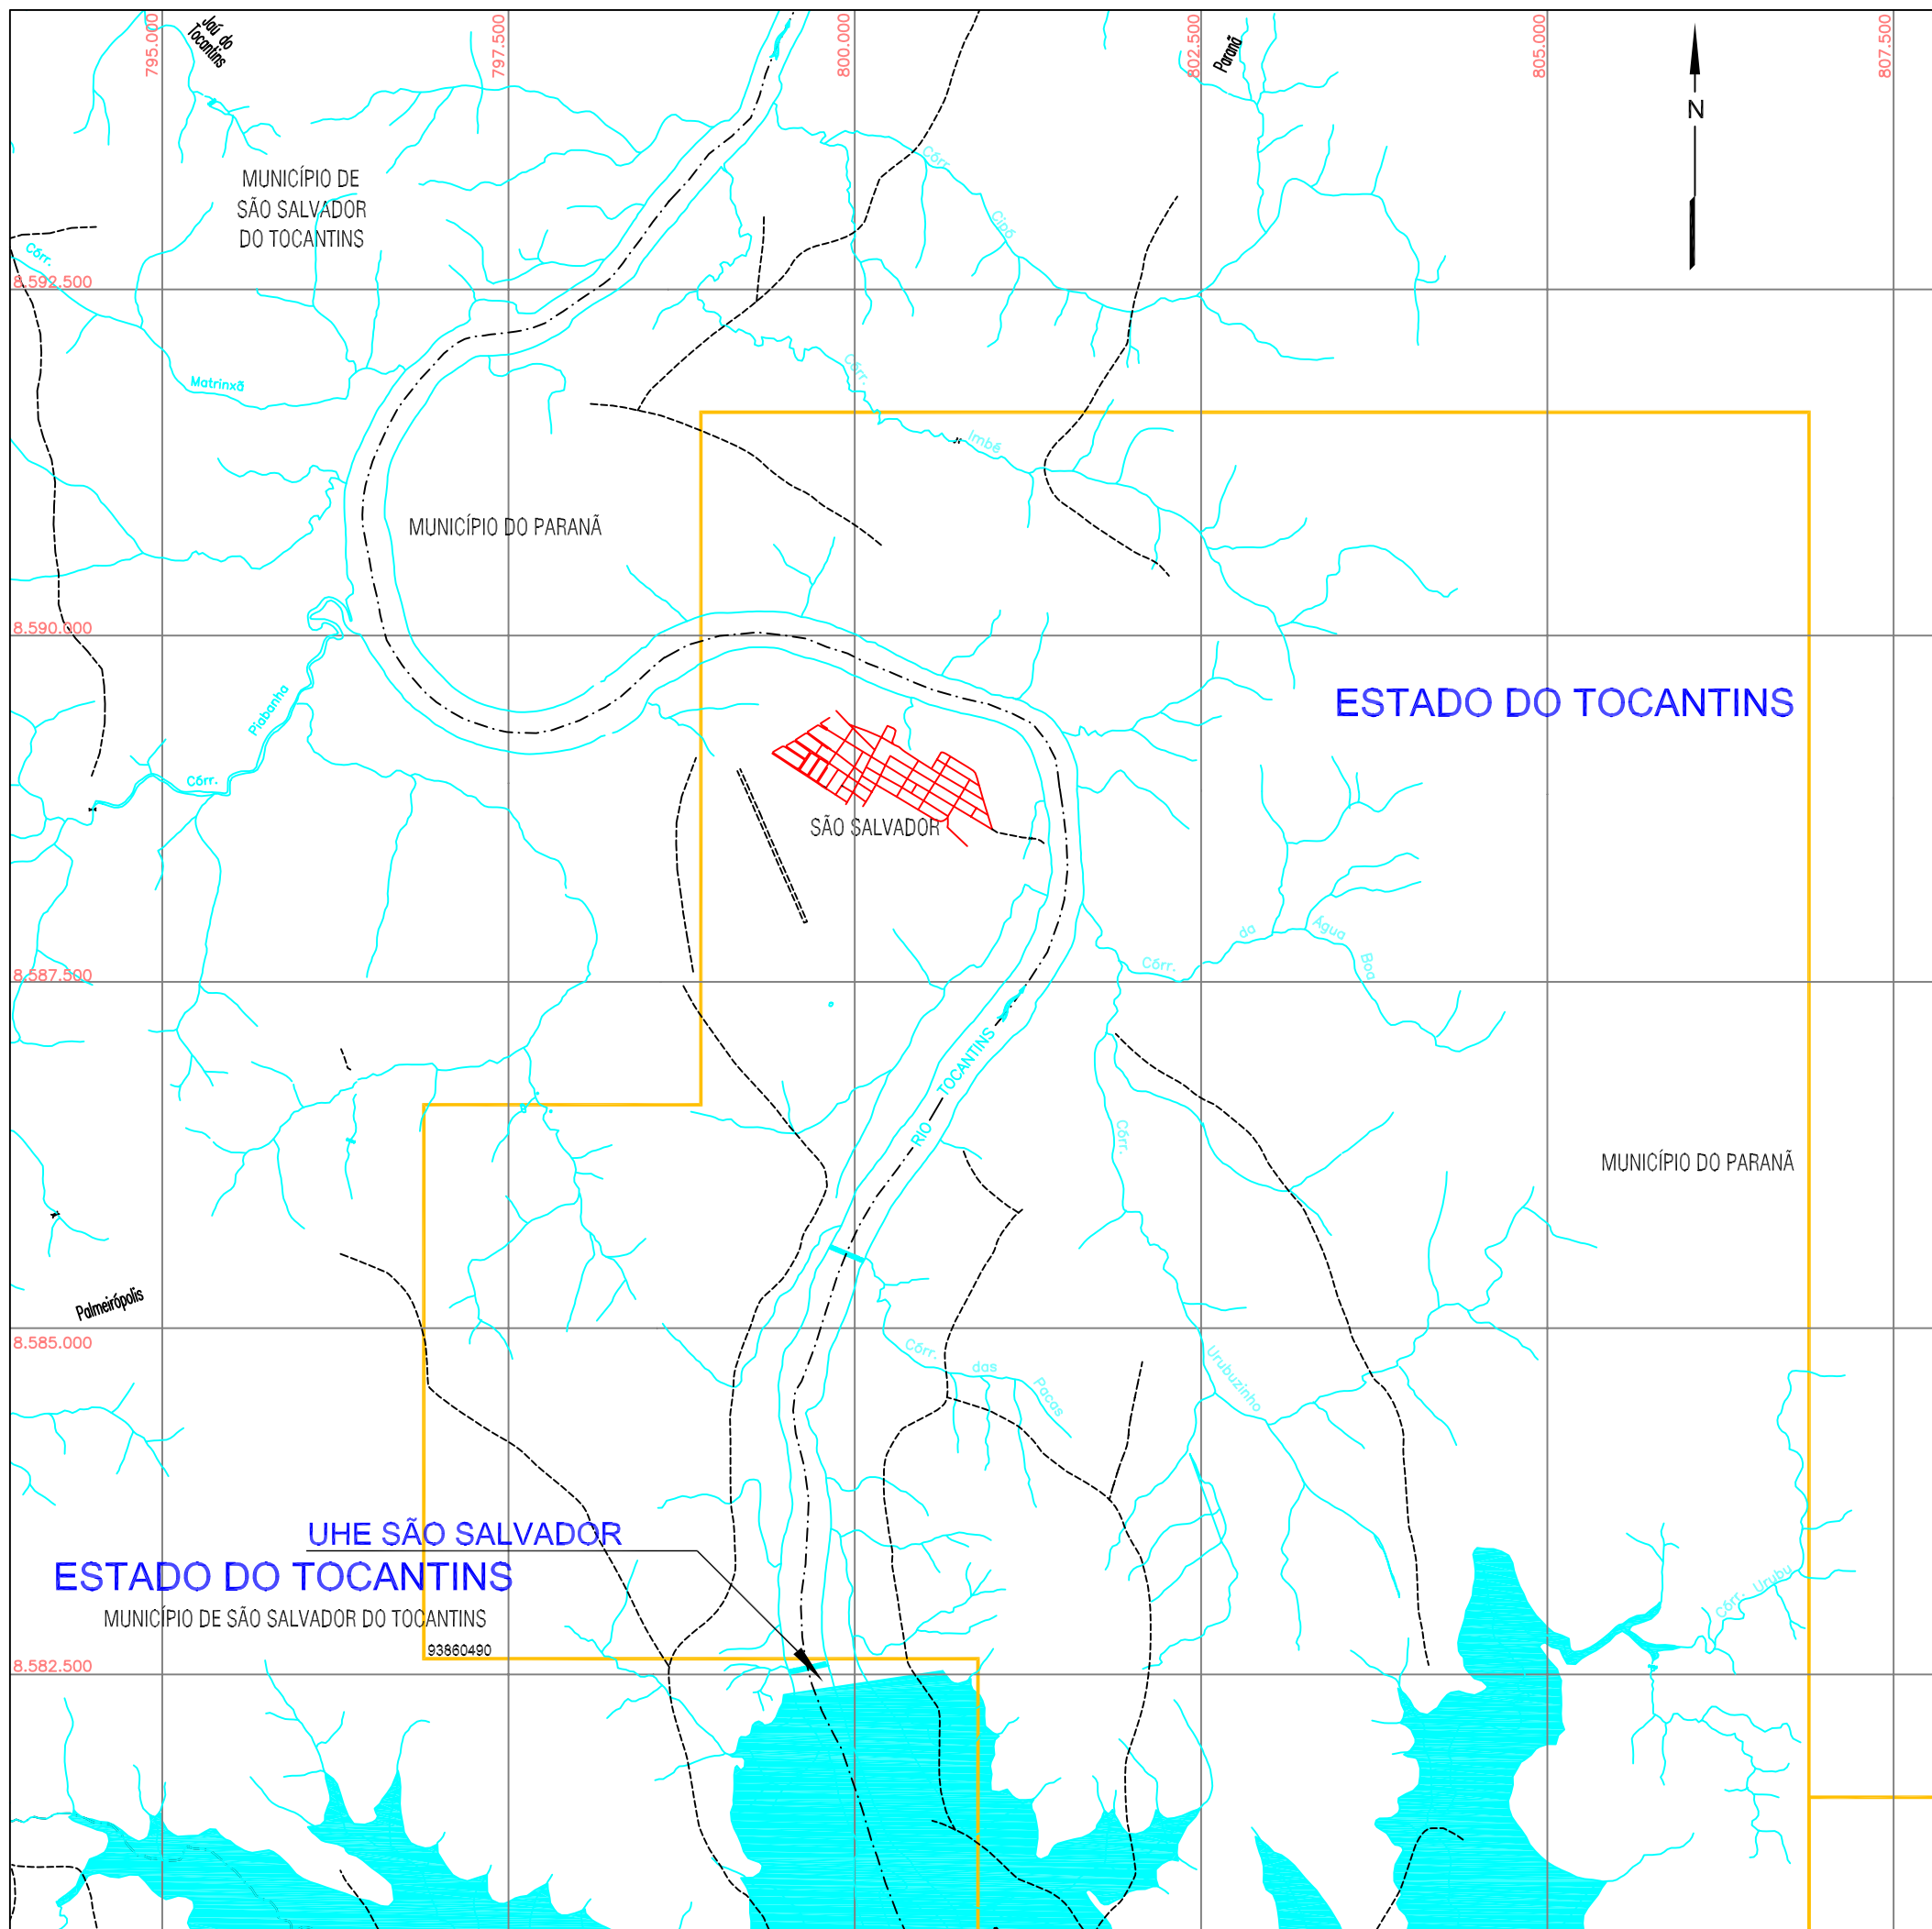 795.000
Jaú do
Tocantins
797.500
800.000
802.500
Paranã
805.000
807.500
N
MUNICÍPIO DE
SÃO SALVADOR
DO TOCANTINS
Córr.
Cipó
Córr.
8.592.500
Matrinxã
Córr.
Imbé
MUNICÍPIO DO PARANÃ
8.590.000
Piabanha
Córr.
ESTADO DO TOCANTINS
SÃO SALVADOR
8.587.500
Córr.
da
Água
Boa
RIO TOCANTINS
Córr.
MUNICÍPIO DO PARANÃ
Palmeirópolis
8.585.000
Córr.
das
Pacas
Urubuzinho
UHE SÃO SALVADOR
ESTADO DO TOCANTINS
MUNICÍPIO DE SÃO SALVADOR DO TOCANTINS
93860490
Córr. Urubu
8.582.500